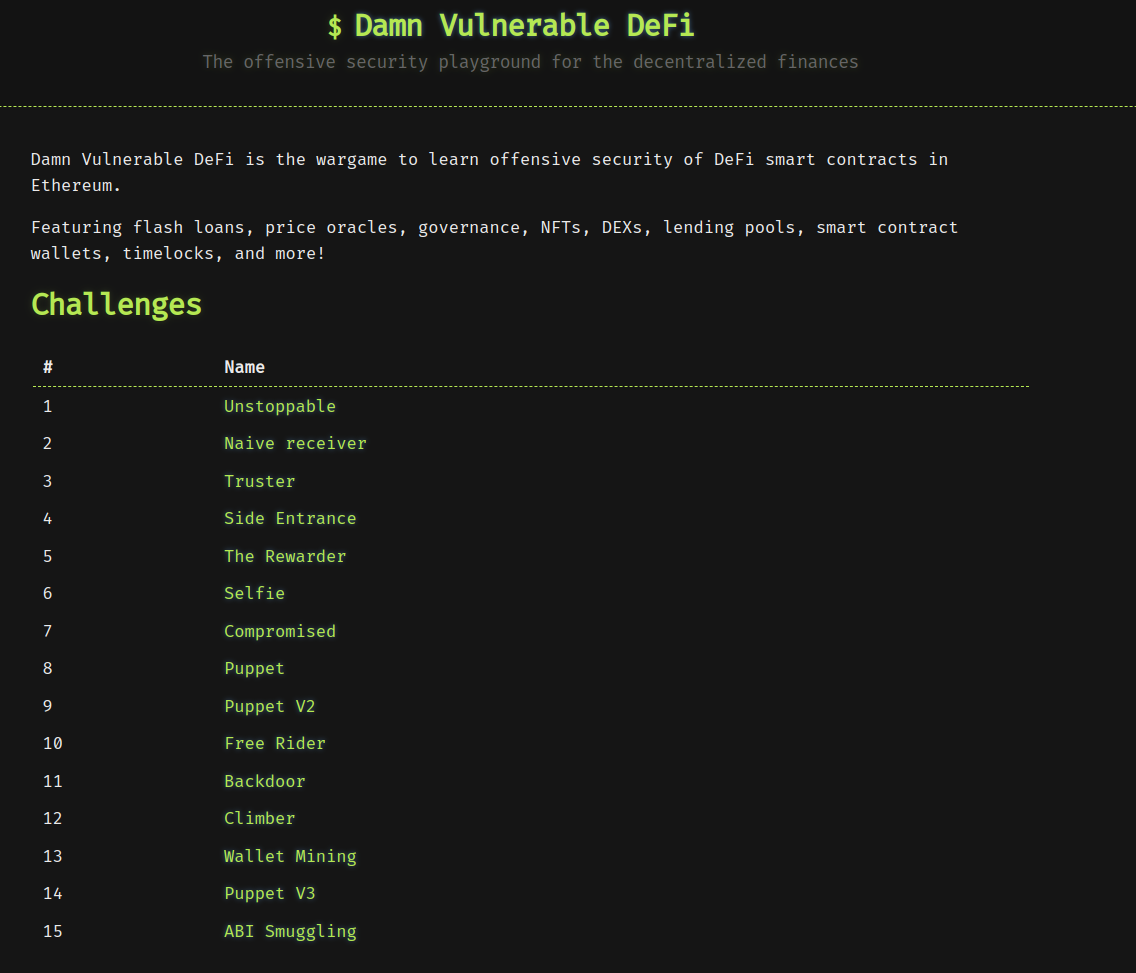 $ Damn Vulnerable DeFi
The offensive security playground for the decentralized finances
Damn Vulnerable DeFi is the wargame to learn offensive security of DeFi smart contracts in
Ethereum.
Featuring flash loans, price oracles, governance, NFTs, DEXs, lending pools, smart contract
wallets, timelocks, and more!
Challenges
# Name
1 Unstoppable
2 Naive receiver
3 Truster
4 Side Entrance
5 The Rewarder
6 Selfie
7 Compromised
8 Puppet
9 Puppet V2
10 Free Rider
11 Backdoor
12 Climber
13 Wallet Mining
14 Puppet V3
15 ABI Smuggling